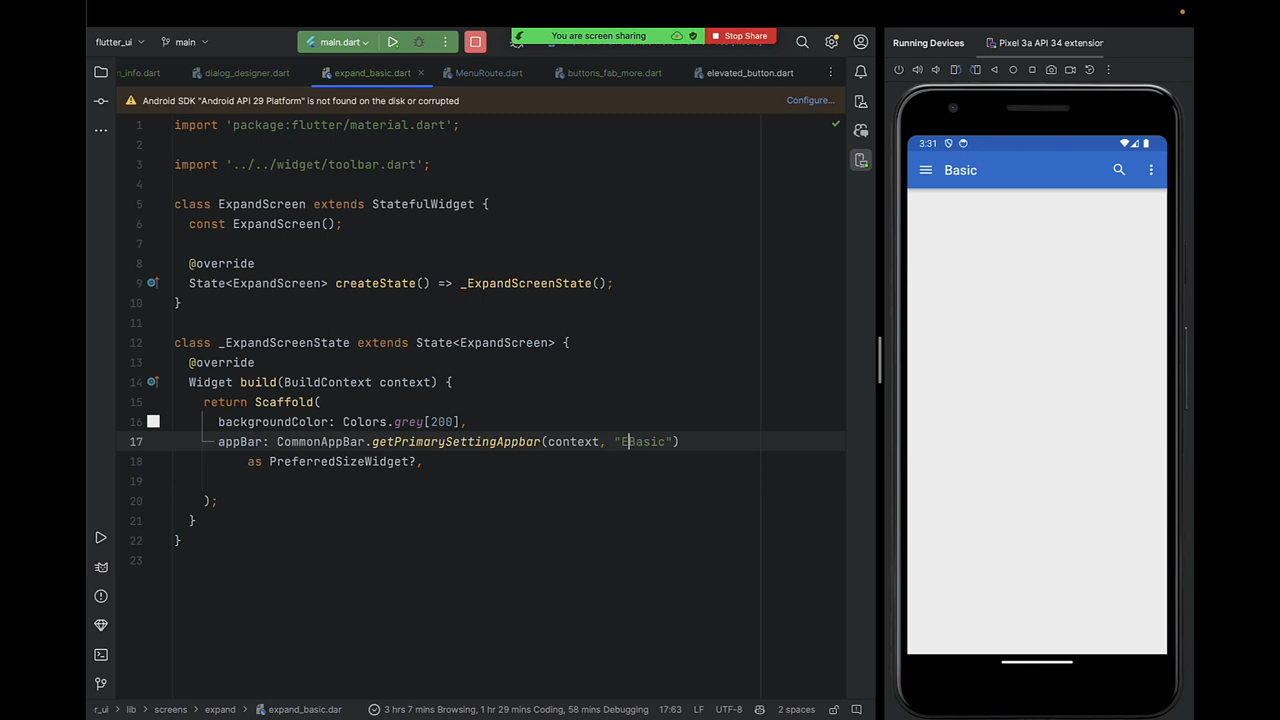 flutter_ui
main
main.dart
You are screen sharing
Stop Share
Running Devices
Pixel 3a API 34 extension
n_info.dart
dialog_designer.dart
expand_basic.dart
MenuRoute.dart
buttons_fab_more.dart
elevated_button.dart
Android SDK "Android API 29 Platform" is not found on the disk or corrupted
Configure...
1 import 'package:flutter/material.dart';
2
3 import '../../widget/toolbar.dart';
4
5 class ExpandScreen extends StatefulWidget {
6 const ExpandScreen();
7
8 @override
9 State<ExpandScreen> createState() => _ExpandScreenState();
10 }
11
12 class _ExpandScreenState extends State<ExpandScreen> {
13 @override
14 Widget build(BuildContext context) {
15 return Scaffold(
16 backgroundColor: Colors.grey[200],
17 appBar: CommonAppBar.getPrimarySettingAppbar(context, "EBasic")
18 as PreferredSizeWidget?,
19
20 );
21 }
22 }
23
3:31
Basic
r_ui
lib
screens
expand
expand_basic.dart
3 hrs 7 mins Browsing, 1 hr 29 mins Coding, 58 mins Debugging
17:63
LF
UTF-8
2 spaces